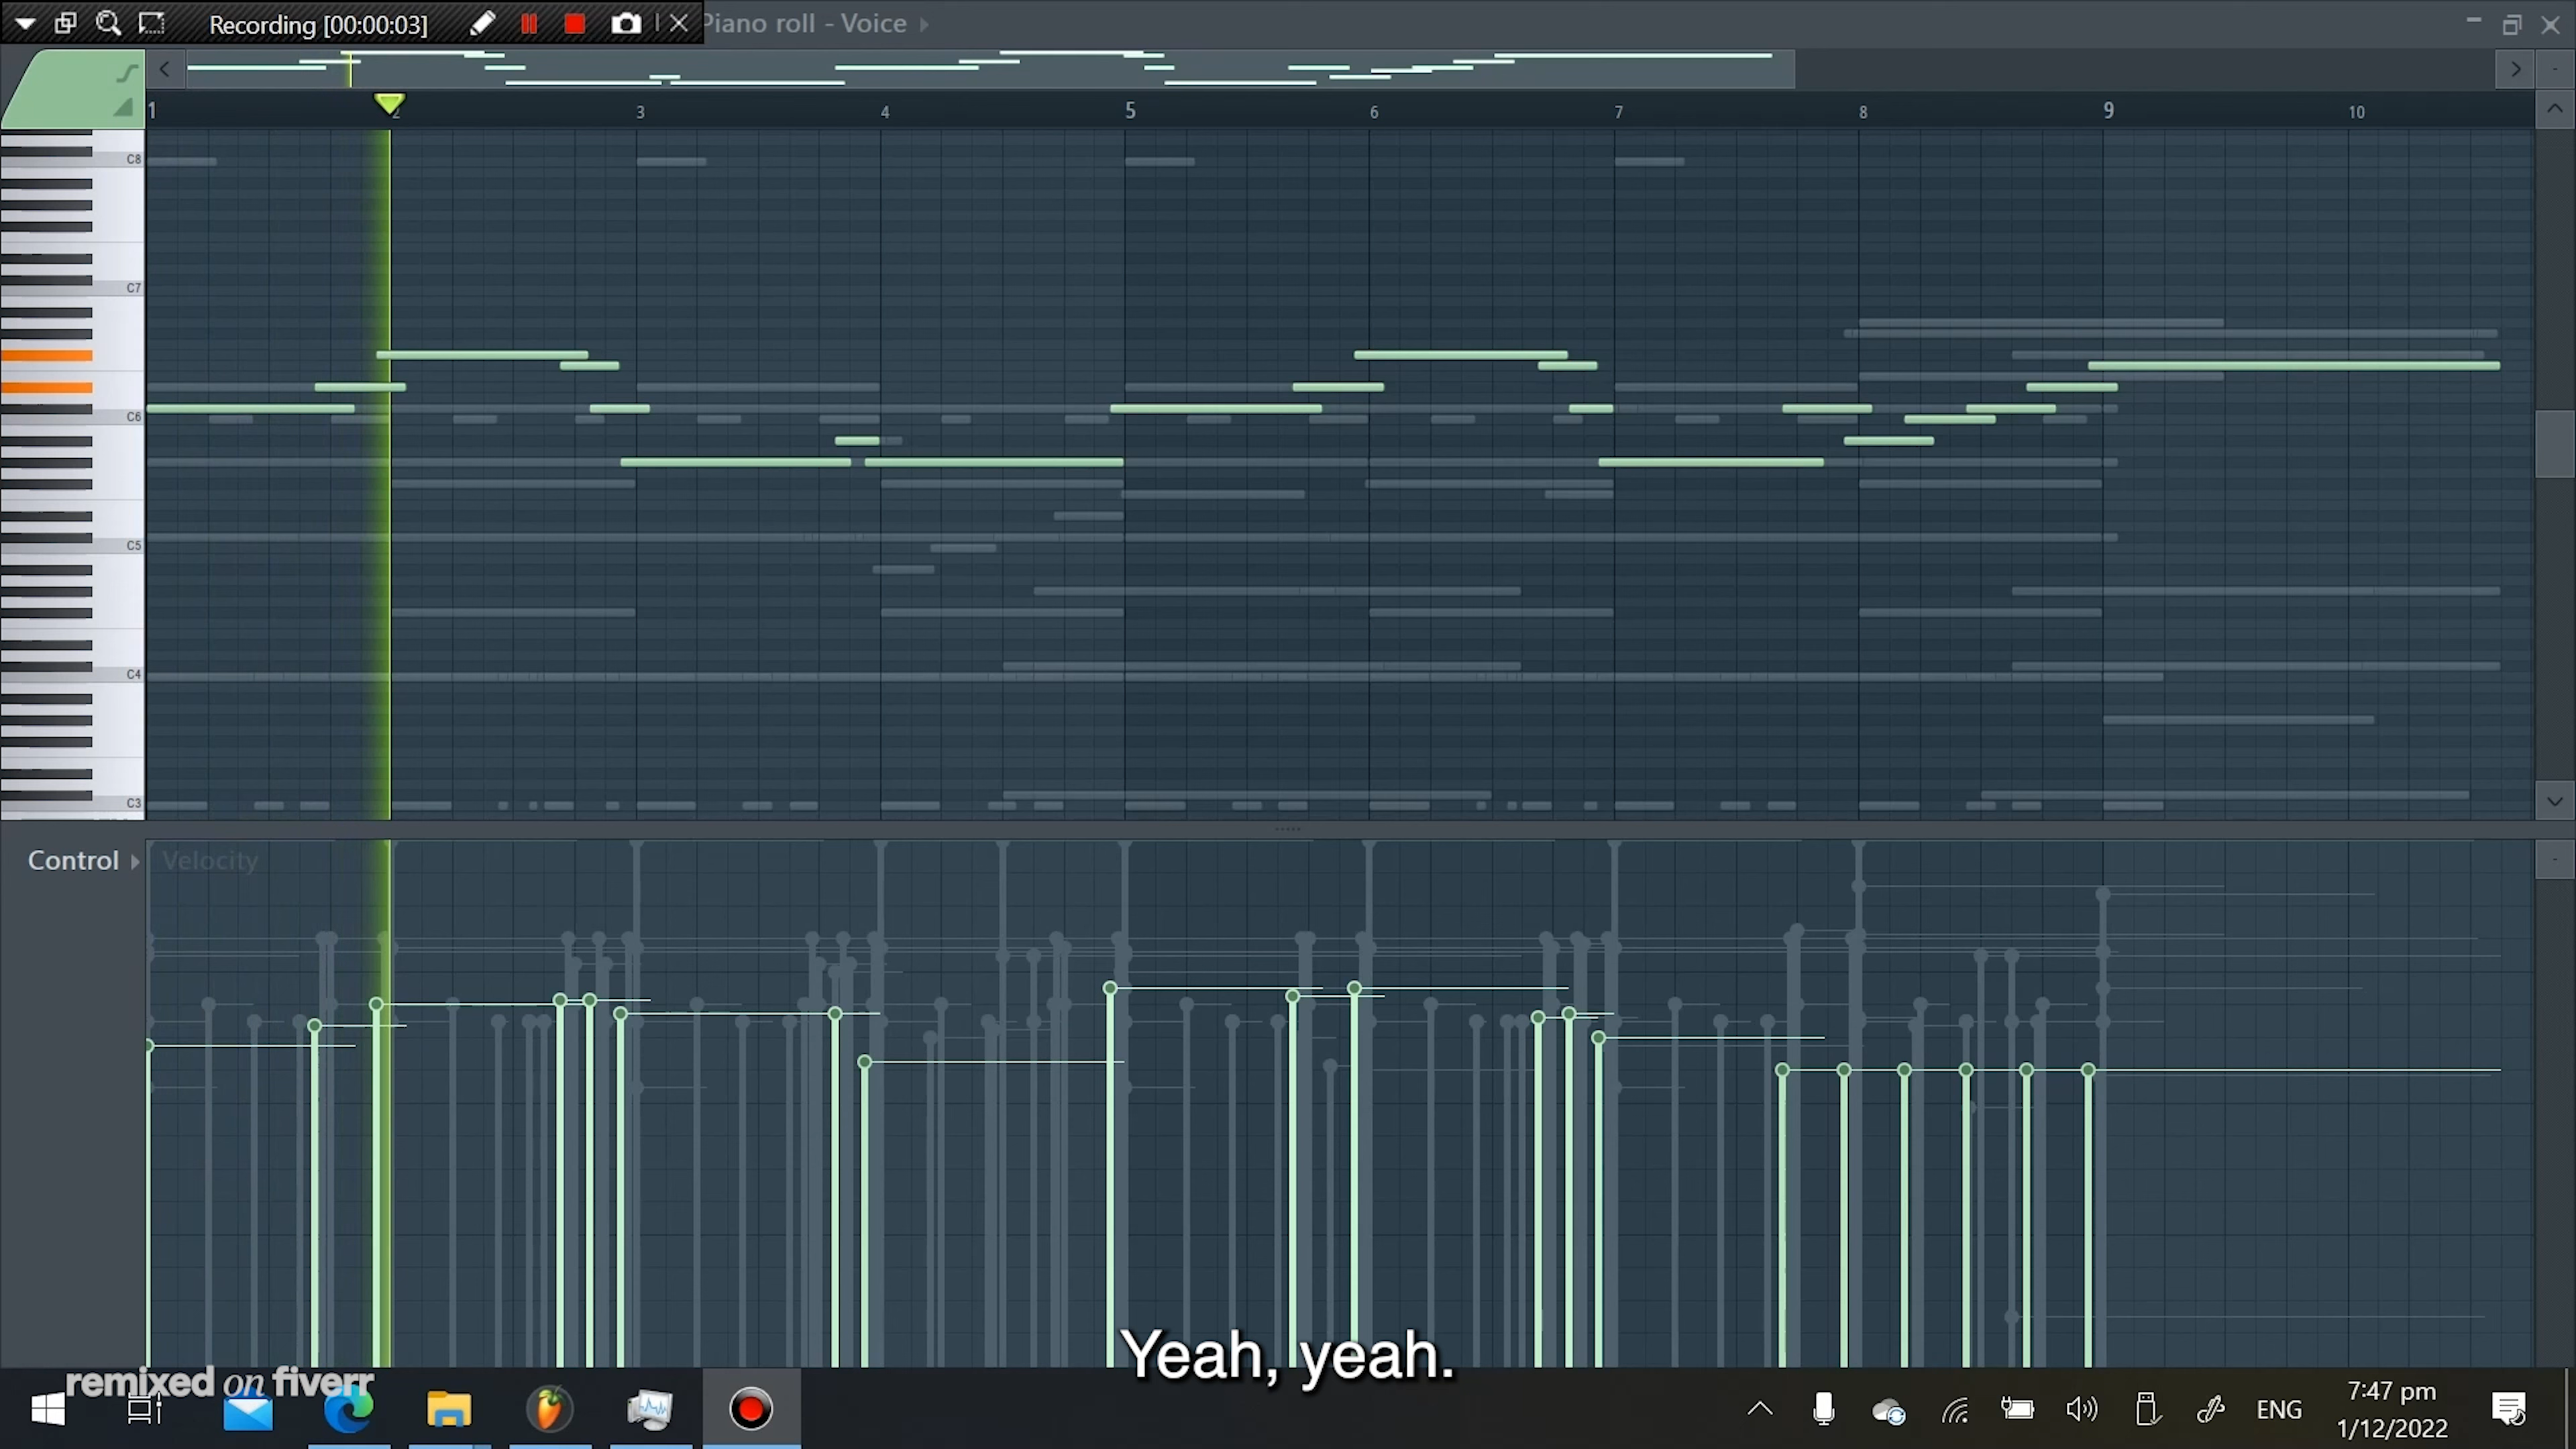 Recording [00:00:03]
Piano roll - Voice
1 2 3 4 5 6 7 8 9 10
C8
C7
C6
C5
C4
C3
Control
Velocity
Yeah, yeah.
remixed on fiverr
ENG
7:47 pm
1/12/2022